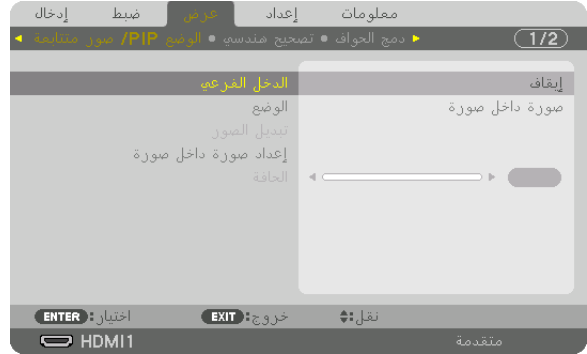 إدخال ضبط عرض إعداد معلومات
الوضع PIP/ صور متتابعة • تصحيح هندسي • دمج الحواف 1/2
الدخل الفرعي إيقاف
الوضع صورة داخل صورة
تبديل الصور
إعداد صورة داخل صورة
الحافة
ENTER: اختيار EXIT: خروج نقل:
HDMI1 متقدمة